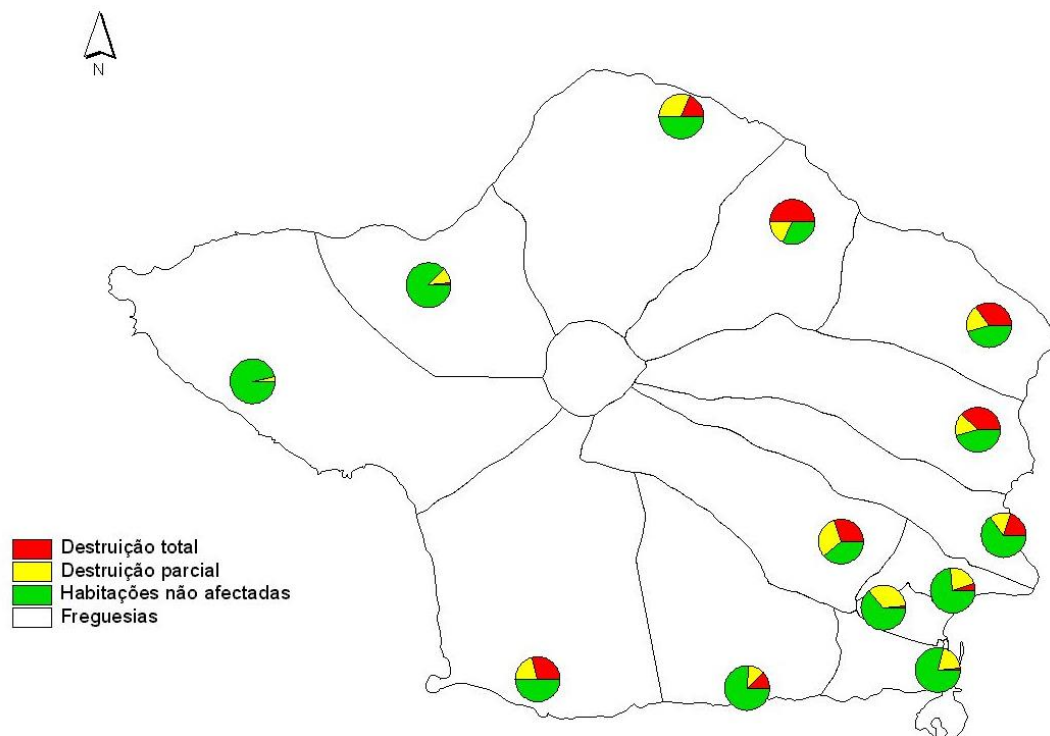 N
Destruição total
Destruição parcial
Habitações não afectadas
Freguesias